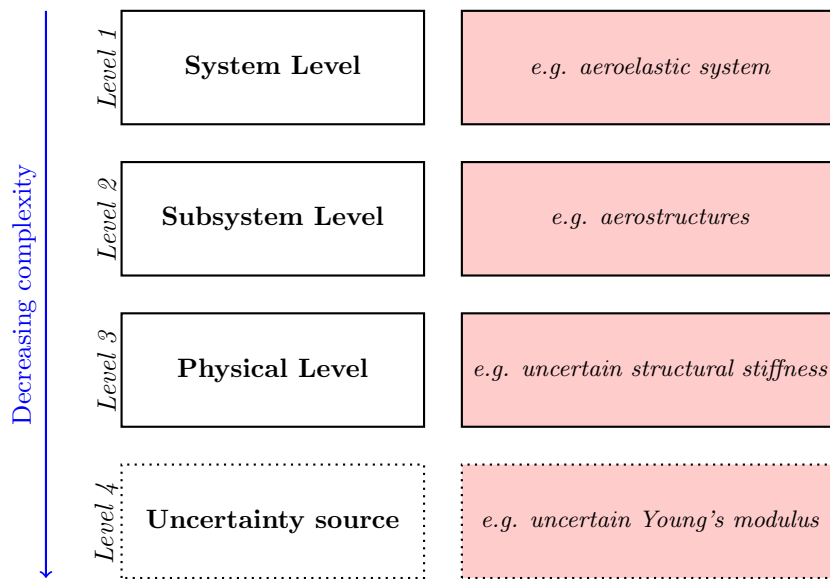 Decreasing complexity
Level 1
System Level
e.g. aeroelastic system
Level 2
Subsystem Level
e.g. aerostructures
Level 3
Physical Level
e.g. uncertain structural stiffness
Level 4
Uncertainty source
e.g. uncertain Young's modulus